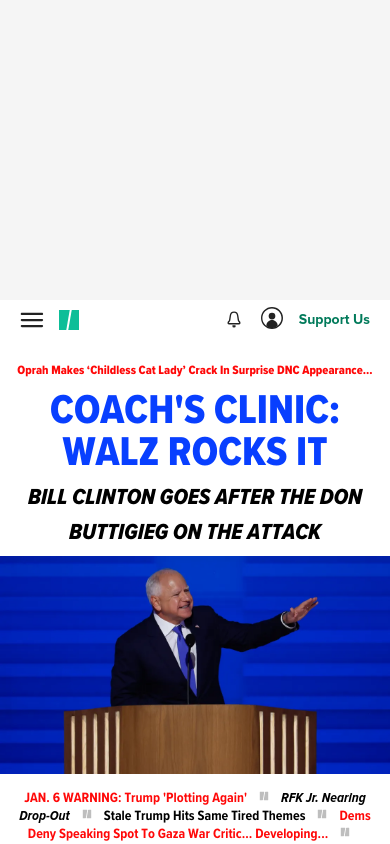 Support Us
Oprah Makes ‘Childless Cat Lady’ Crack In Surprise DNC Appearance...
COACH'S CLINIC:
WALZ ROCKS IT
BILL CLINTON GOES AFTER THE DON
BUTTIGIEG ON THE ATTACK
JAN. 6 WARNING: Trump 'Plotting Again' RFK Jr. Nearing
Drop-Out Stale Trump Hits Same Tired Themes Dems
Deny Speaking Spot To Gaza War Critic... Developing...